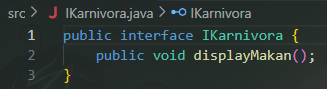 src > IKarnivora.java > IKarnivora
1 public interface IKarnivora {
2 public void displayMakan();
3 }